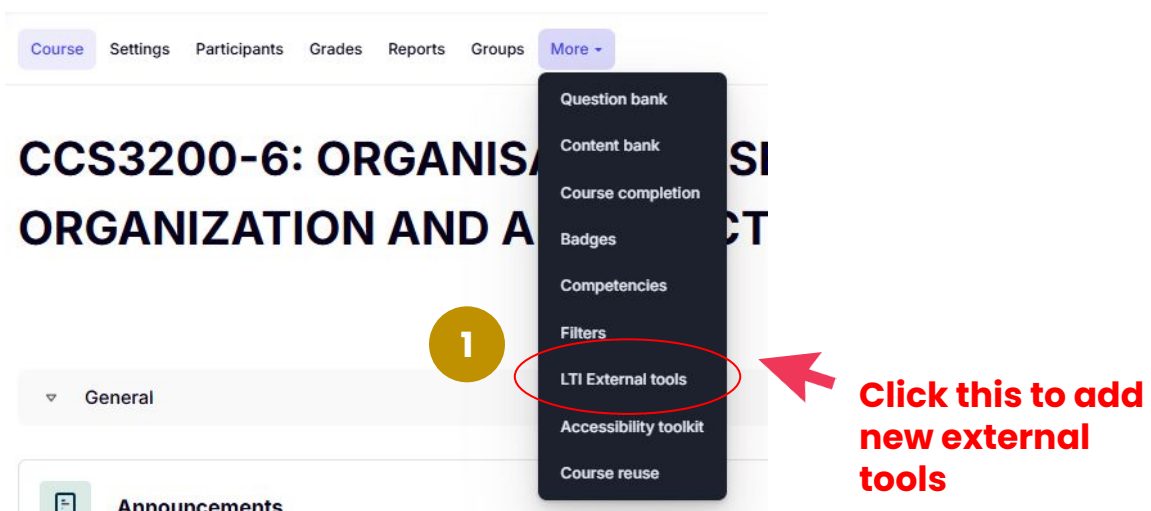 Course Settings Participants Grades Reports Groups More
Question bank
Content bank
Course completion
Badges
Competencies
Filters
LTI External tools
Accessibility toolkit
Course reuse
CCS3200-6:
ORGANIZATION AND A
1
General
Announcements
Click this to add
new external
tools